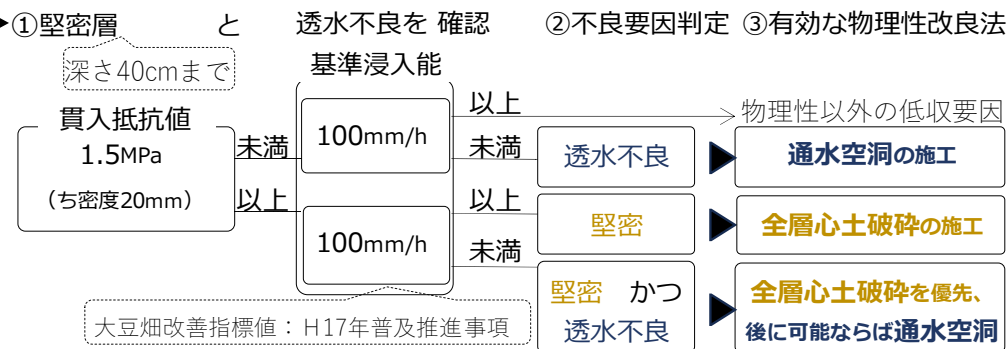 ①堅密層 と 透水不良を 確認 ②不良要因判定 ③有効な物理性改良法
深さ40cmまで
基準浸入能
貫入抵抗値
1.5MPa
（ち密度20mm）
未満
以上
100mm/h
以上
未満
物理性以外の低収要因
透水不良
通水空洞の施工
100mm/h
以上
未満
堅密
全層心土破砕の施工
堅密 かつ
透水不良
全層心土破砕を優先、
後に可能ならば通水空洞
大豆畑改善指標値：H17年普及推進事項